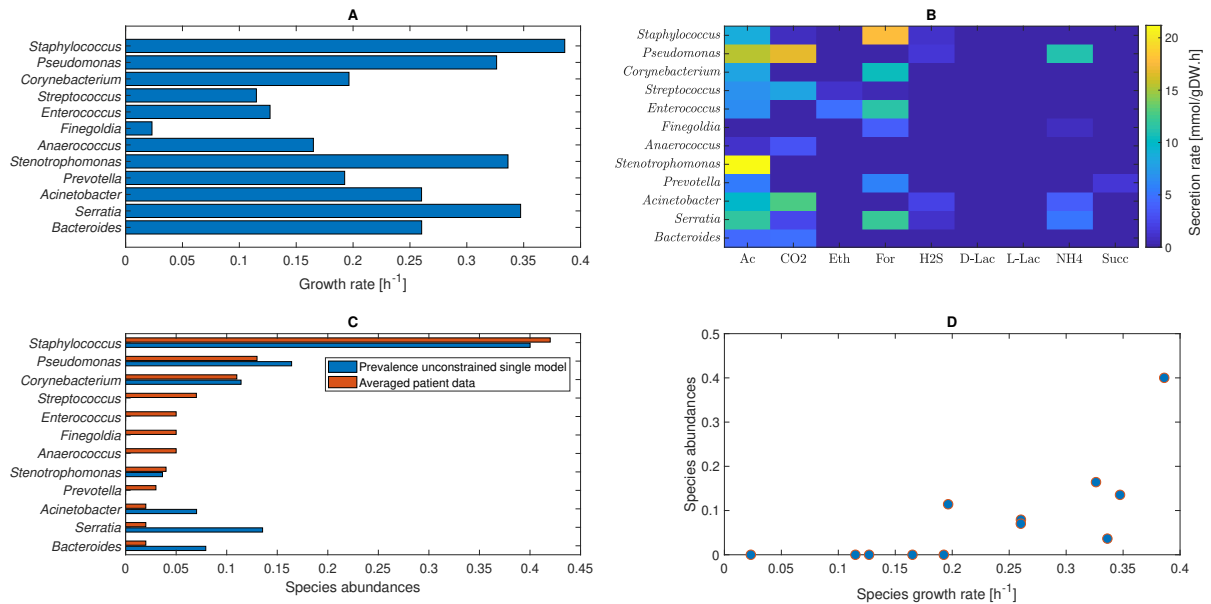 A
Staphylococcus
Pseudomonas
Corynebacterium
Streptococcus
Enterococcus
Finegoldia
Anaerococcus
Stenotrophomonas
Prevotella
Acinetobacter
Serratia
Bacteroides
0 0.05 0.1 0.15 0.2 0.25 0.3 0.35 0.4
Growth rate [h⁻¹]
B
Staphylococcus
Pseudomonas
Corynebacterium
Streptococcus
Enterococcus
Finegoldia
Anaerococcus
Stenotrophomonas
Prevotella
Acinetobacter
Serratia
Bacteroides
Ac CO2 Eth For H2S D-Lac L-Lac NH4 Succ
20
15
10
5
0
Secretion rate [mmol/gDW.h]
C
Staphylococcus
Pseudomonas
Corynebacterium
Streptococcus
Enterococcus
Finegoldia
Anaerococcus
Stenotrophomonas
Prevotella
Acinetobacter
Serratia
Bacteroides
Prevalence unconstrained single model
Averaged patient data
0 0.05 0.1 0.15 0.2 0.25 0.3 0.35 0.4 0.45
Species abundances
D
Species abundances
0.5
0.4
0.3
0.2
0.1
0
0 0.05 0.1 0.15 0.2 0.25 0.3 0.35 0.4
Species growth rate [h⁻¹]